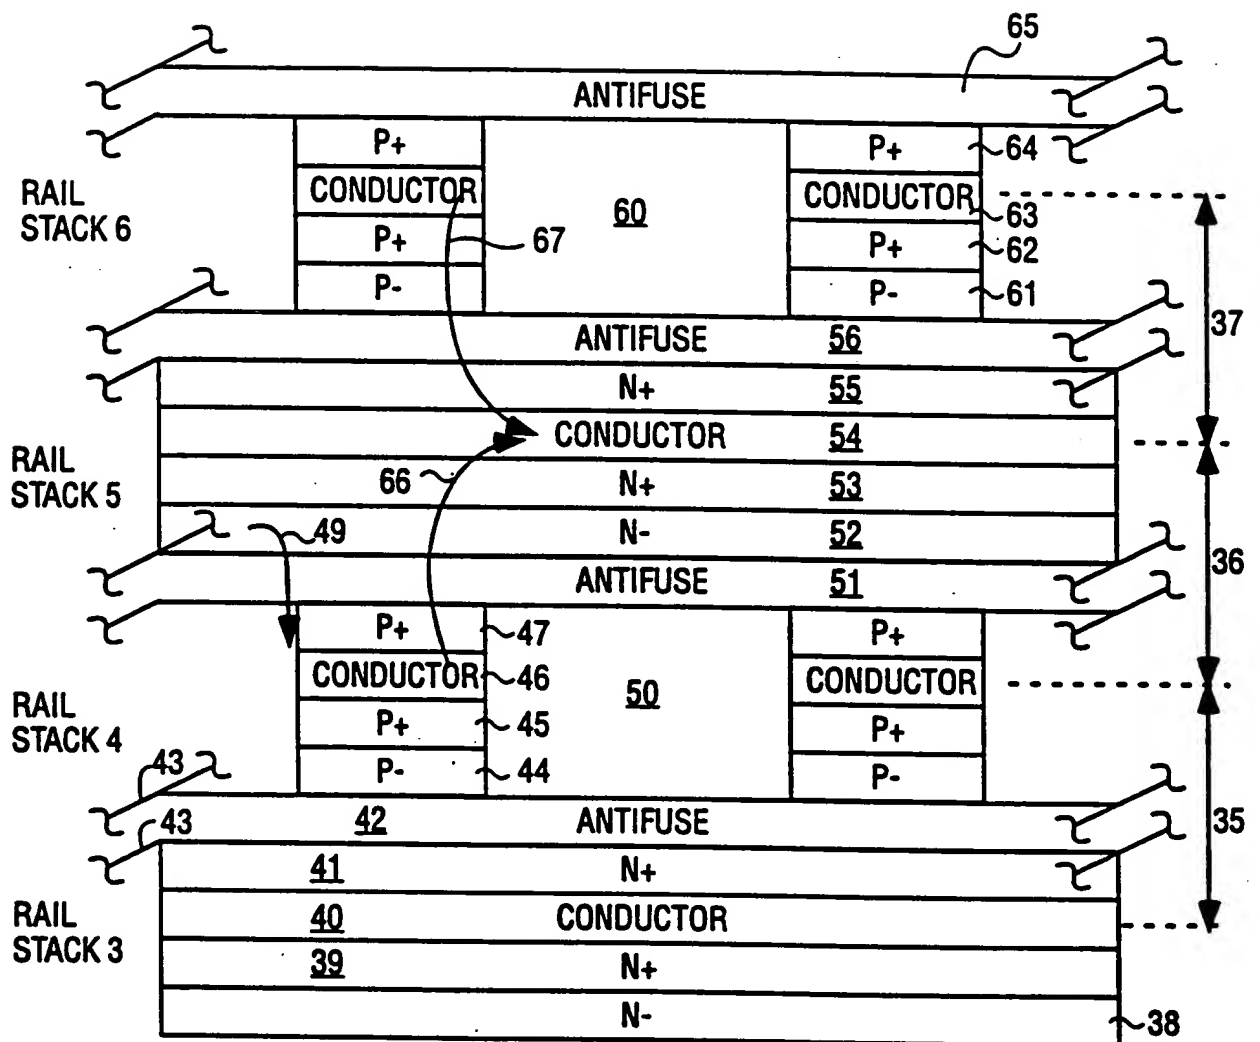 65
ANTIFUSE
P+ P+ 64
RAIL STACK 6
CONDUCTOR 60 CONDUCTOR 63
P+ 67 P+ 62
P- P- 61
37
ANTIFUSE 56
N+ 55
CONDUCTOR 54
RAIL STACK 5
66 N+ 53
49 N- 52
36
ANTIFUSE 51
P+ 47 P+
CONDUCTOR 46 50 CONDUCTOR
RAIL STACK 4
P+ 45 P+
P- 44 P-
43
42 ANTIFUSE
35
43
41 N+
RAIL STACK 3
40 CONDUCTOR
39 N+
N- 38